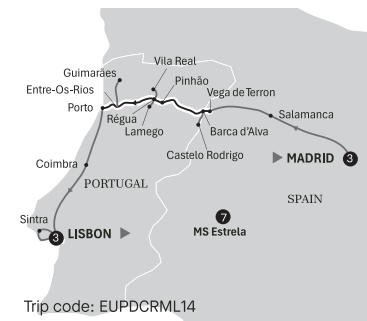 Vila Real
Guimarães
Pinhão
Entre-Os-Rios
Vega de Terron
Porto
Régua
Salamanca
Lamego
Barca d'Alva
Castelo Rodrigo
MADRID 3
Coimbra
PORTUGAL
SPAIN
7
MS Estrela
Sintra
3 LISBON
Trip code: EUPDCRML14